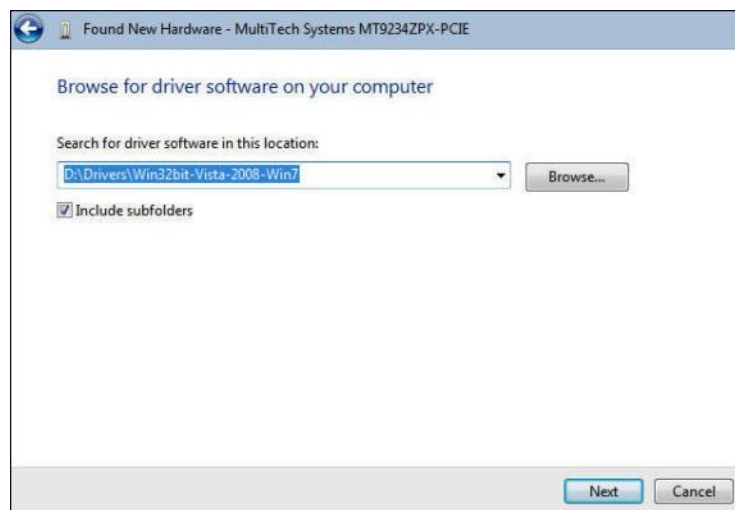 Found New Hardware - MultiTech Systems MT9234ZPX-PCIE
Browse for driver software on your computer
Search for driver software in this location:
D:\Drivers\Win32bit-Vista-2008-Win7
Browse...
Include subfolders
Next
Cancel